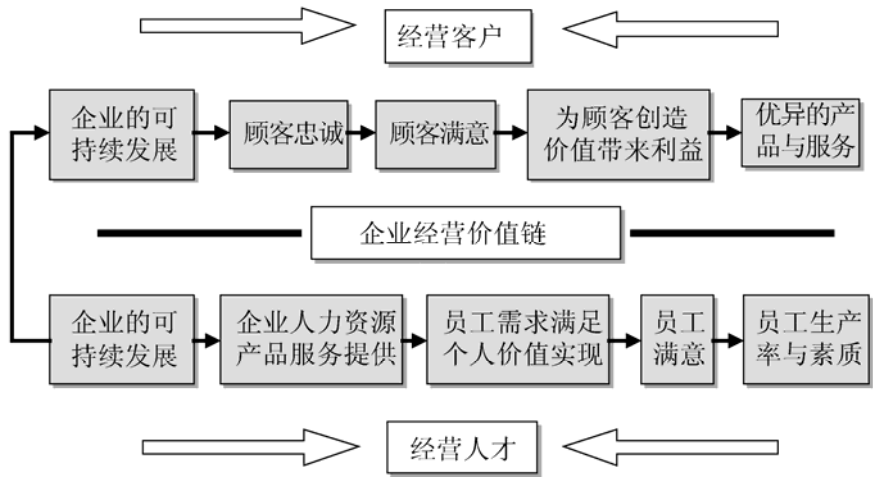 经营客户
企业的可
持续发展
顾客忠诚
顾客满意
为顾客创造
价值带来利益
优异的产
品与服务
企业经营价值链
企业的可
持续发展
企业人力资源
产品服务提供
员工需求满足
个人价值实现
员工
满意
员工生产
率与素质
经营人才